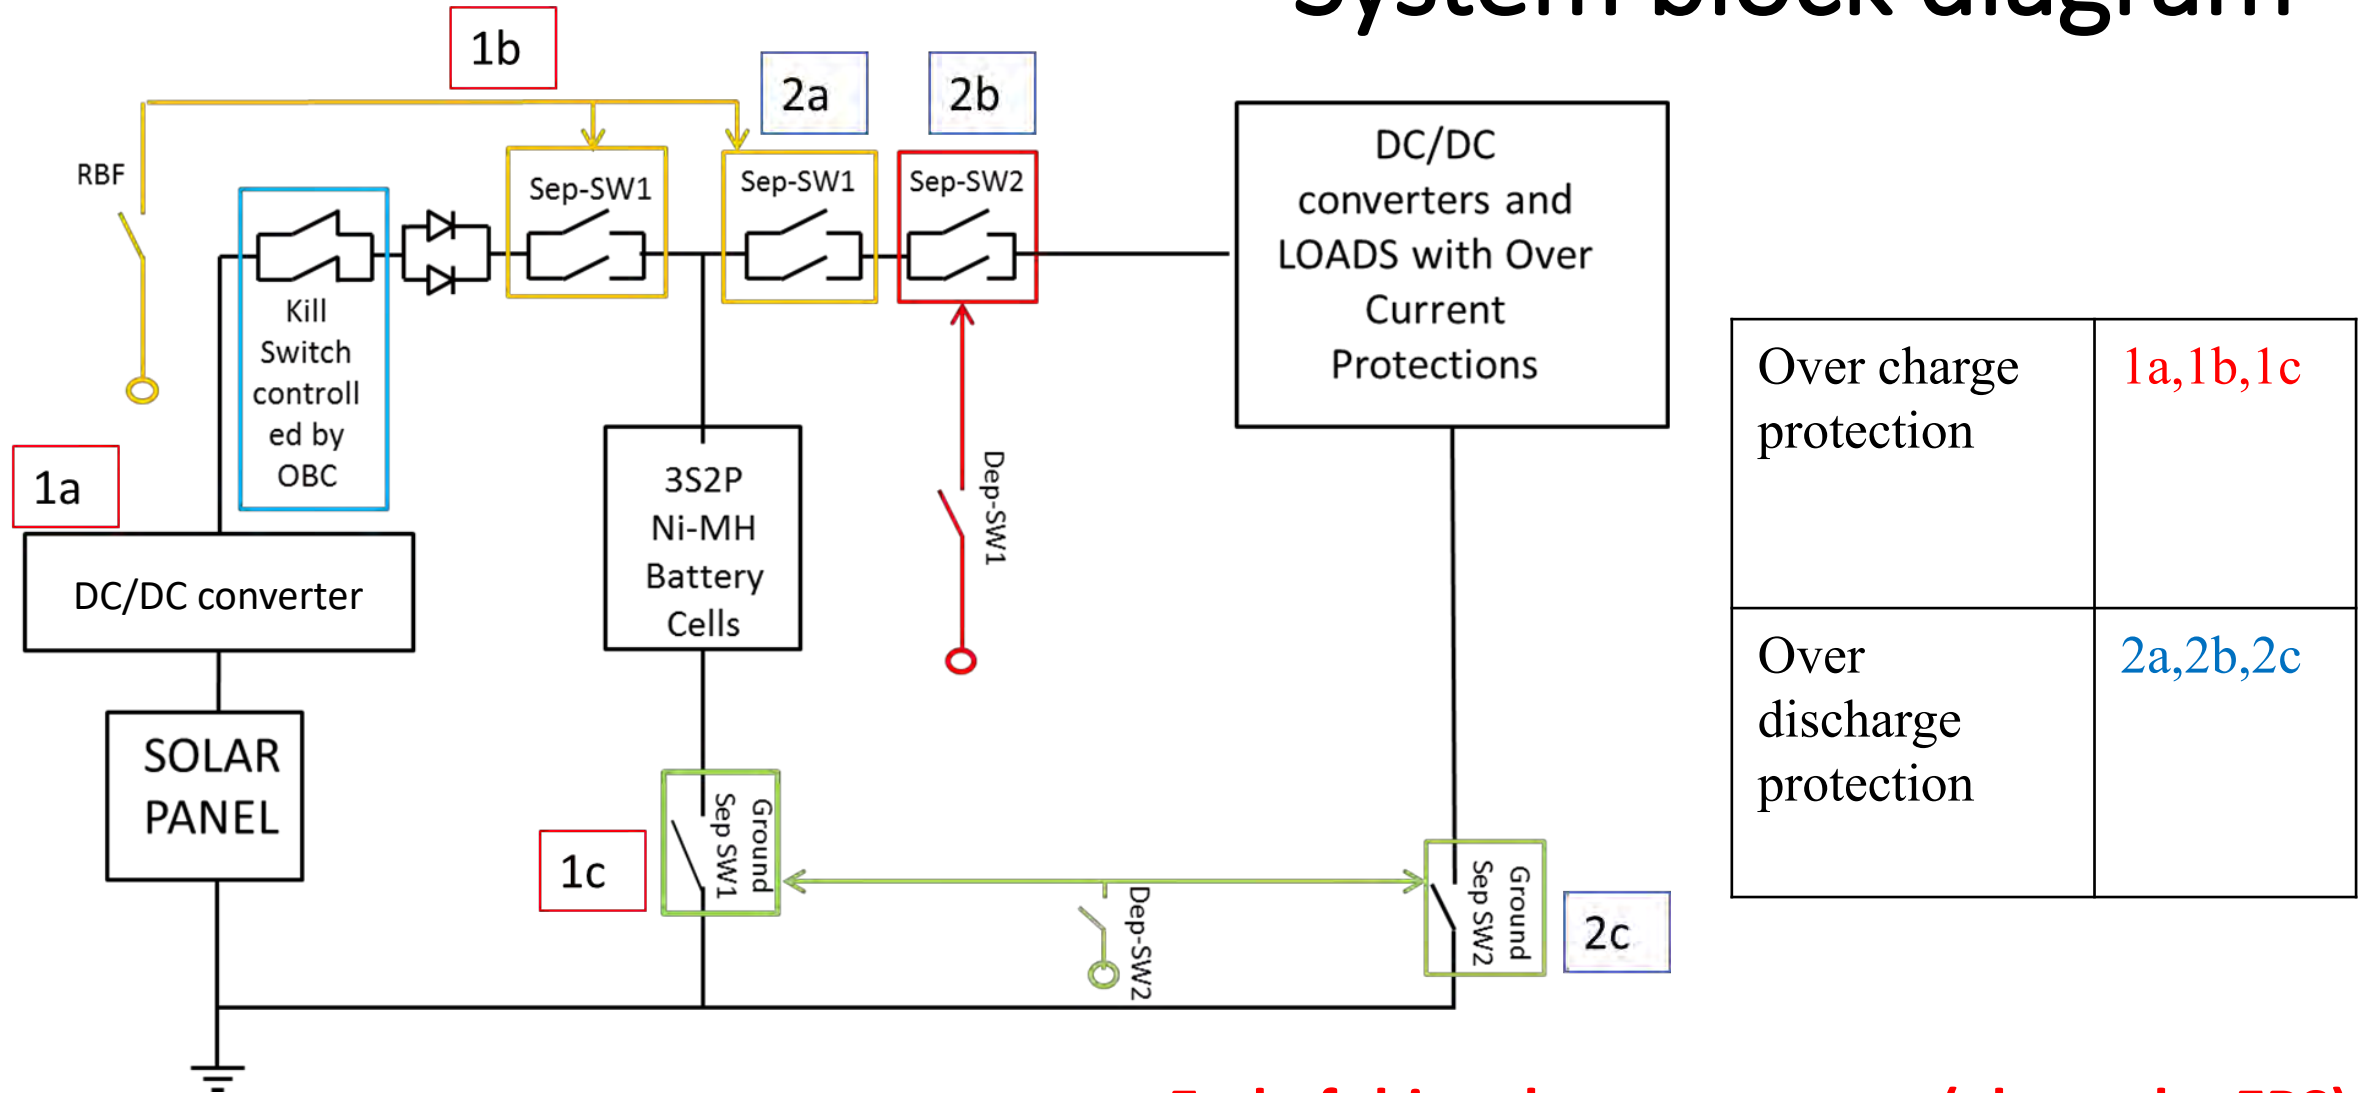 System block diagram
1b
2a
2b
RBF
Sep-SW1
Sep-SW1
Sep-SW2
DC/DC
converters and
LOADS with Over
Current
Protections
Kill
Switch
controll
ed by
OBC
1a
DC/DC converter
SOLAR
PANEL
3S2P
Ni-MH
Battery
Cells
Dep-SW1
Ground
Sep SW1
1c
Dep-SW2
Ground
Sep SW2
2c
Over charge
protection
1a,1b,1c
Over
discharge
protection
2a,2b,2c